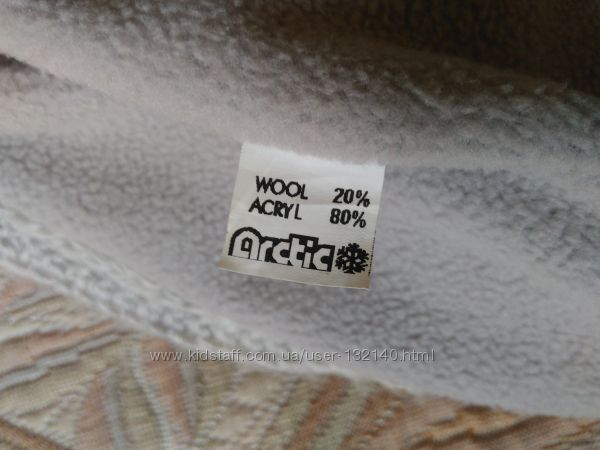 WOOL 20%
ACRYL 80%
Arctic
www.kidstaff.com.ua/user-132140.html